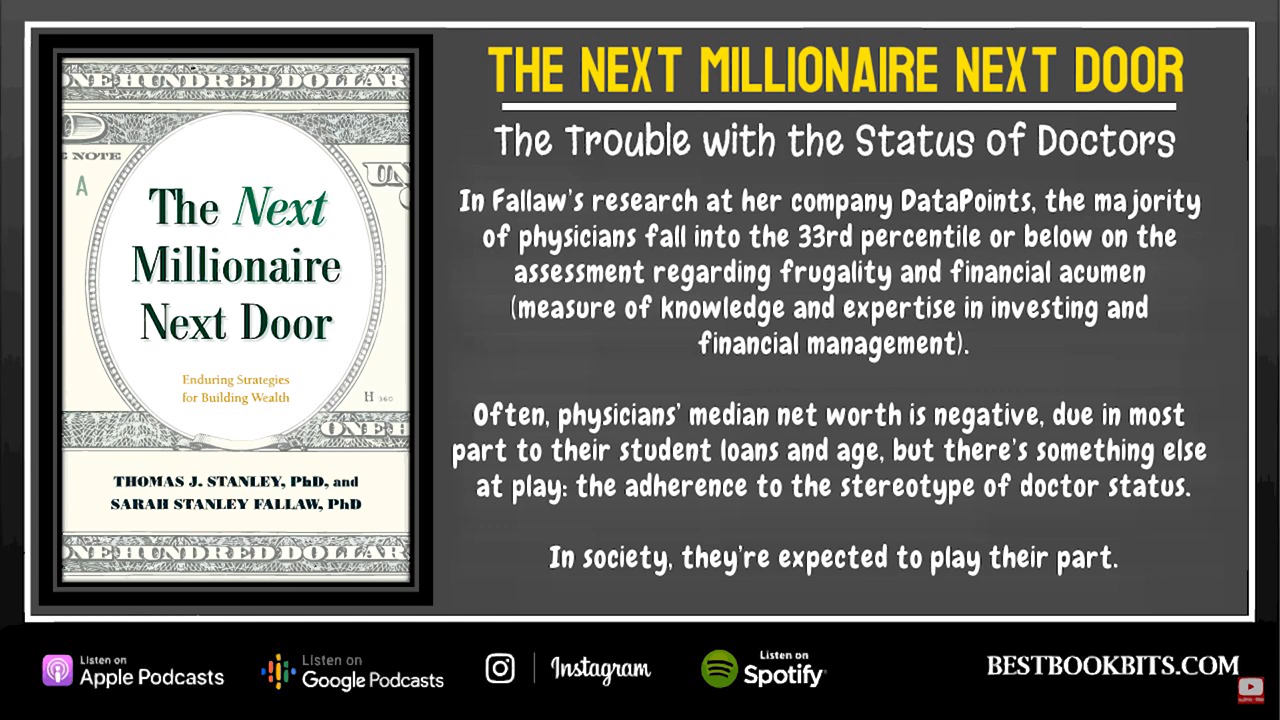 THE NEXT MILLIONAIRE NEXT DOOR
The Trouble with the Status of Doctors
In Fallaw's research at her company DataPoints, the majority
of physicians fall into the 33rd percentile or below on the
assessment regarding frugality and financial acumen
(measure of knowledge and expertise in investing and
financial management).
Often, physicians' median net worth is negative, due in most
part to their student loans and age, but there's something else
at play: the adherence to the stereotype of doctor status.
In society, they're expected to play their part.
ONE HUNDRED DOLLAR
E NOTE
UN
A
The Next
Millionaire
Next Door
Enduring Strategies
for Building Wealth
H 360
ONE H
THOMAS J. STANLEY, PhD, and
SARAH STANLEY FALLAW, PhD
ONE HUNDRED DOLLAR
Listen on
Apple Podcasts
Listen on
Google Podcasts
Instagram
Listen on
Spotify
BESTBOOKBITS.COM